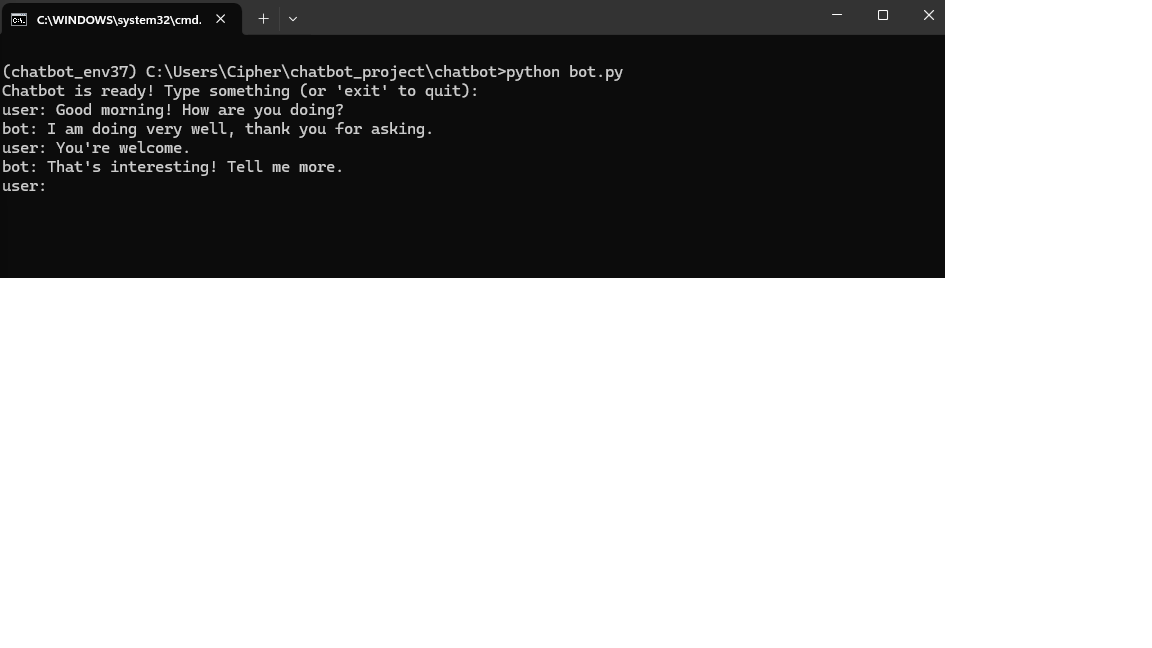 C:\WINDOWS\system32\cmd.
(chatbot_env37) C:\Users\Cipher\chatbot_project\chatbot>python bot.py
Chatbot is ready! Type something (or 'exit' to quit):
user: Good morning! How are you doing?
bot: I am doing very well, thank you for asking.
user: You're welcome.
bot: That's interesting! Tell me more.
user: